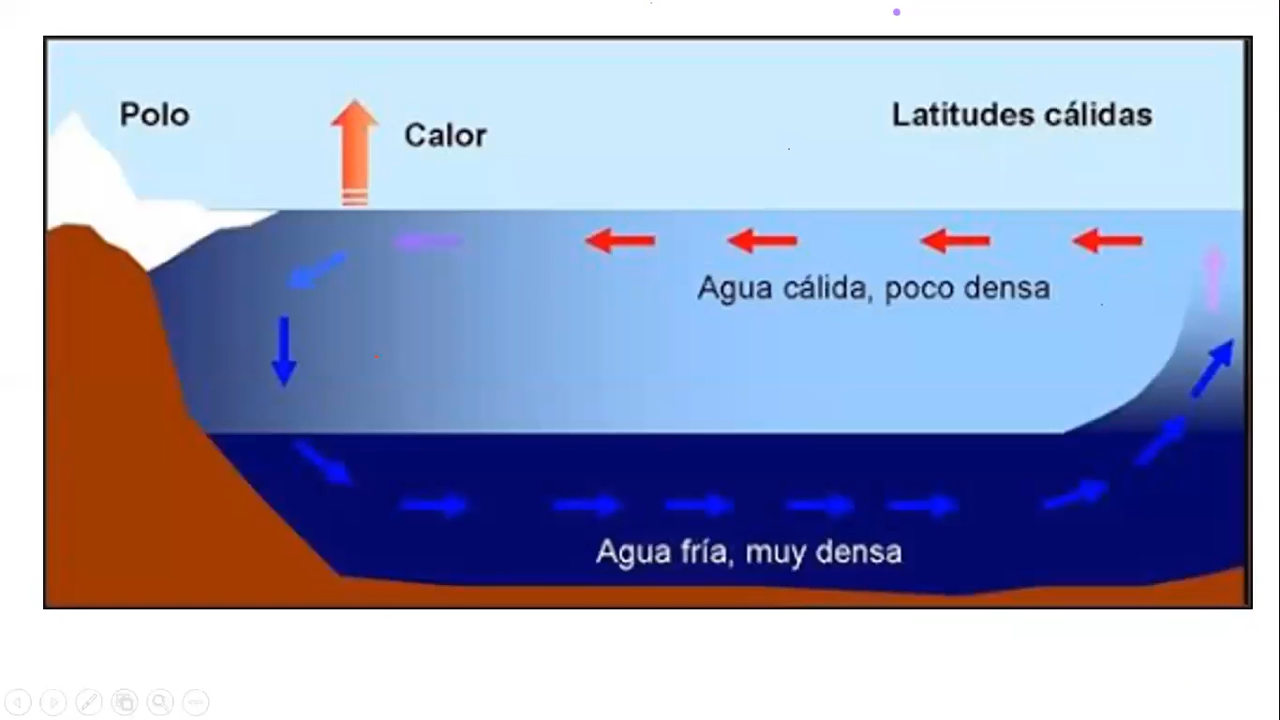 Polo
Calor
Latitudes cálidas
Agua cálida, poco densa
Agua fría, muy densa